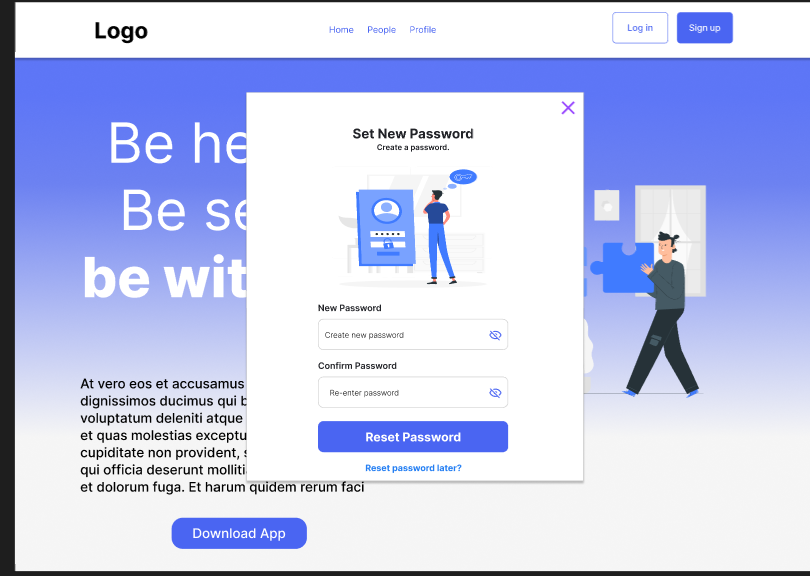 Logo
Home People Profile
Log in
Sign up
Be he
Be se
be wit
Set New Password
Create a password.
New Password
Create new password
Confirm Password
Re-enter password
Reset Password
Reset password later?
At vero eos et accusamus
dignissimos ducimus qui
voluptatum deleniti atque
et quas molestias exceptu
cupiditate non provident,
qui officia deserunt molliti
et dolorum fuga. Et harum quidem rerum faci
Download App